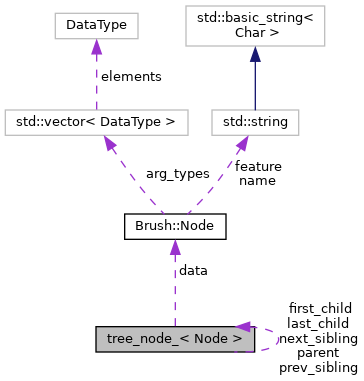 DataType
std::basic_string<
Char >
elements
std::vector< DataType >
std::string
arg_types
feature
name
Brush::Node
data
tree_node_< Node >
first_child
last_child
next_sibling
parent
prev_sibling